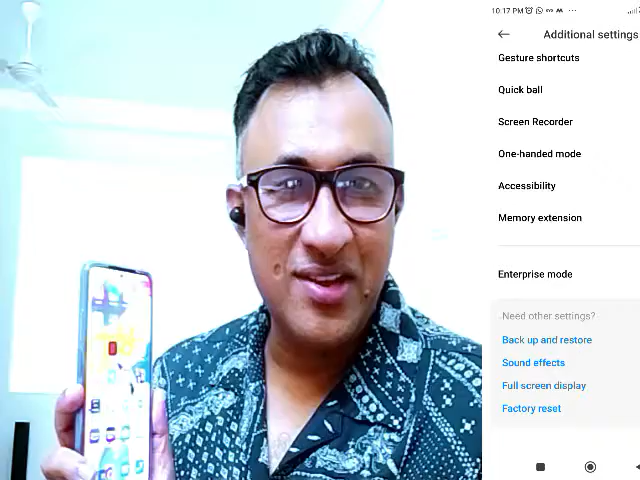 10:17 PM
Additional settings
Gesture shortcuts
Quick ball
Screen Recorder
One-handed mode
Accessibility
Memory extension
Enterprise mode
Need other settings?
Back up and restore
Sound effects
Full screen display
Factory reset